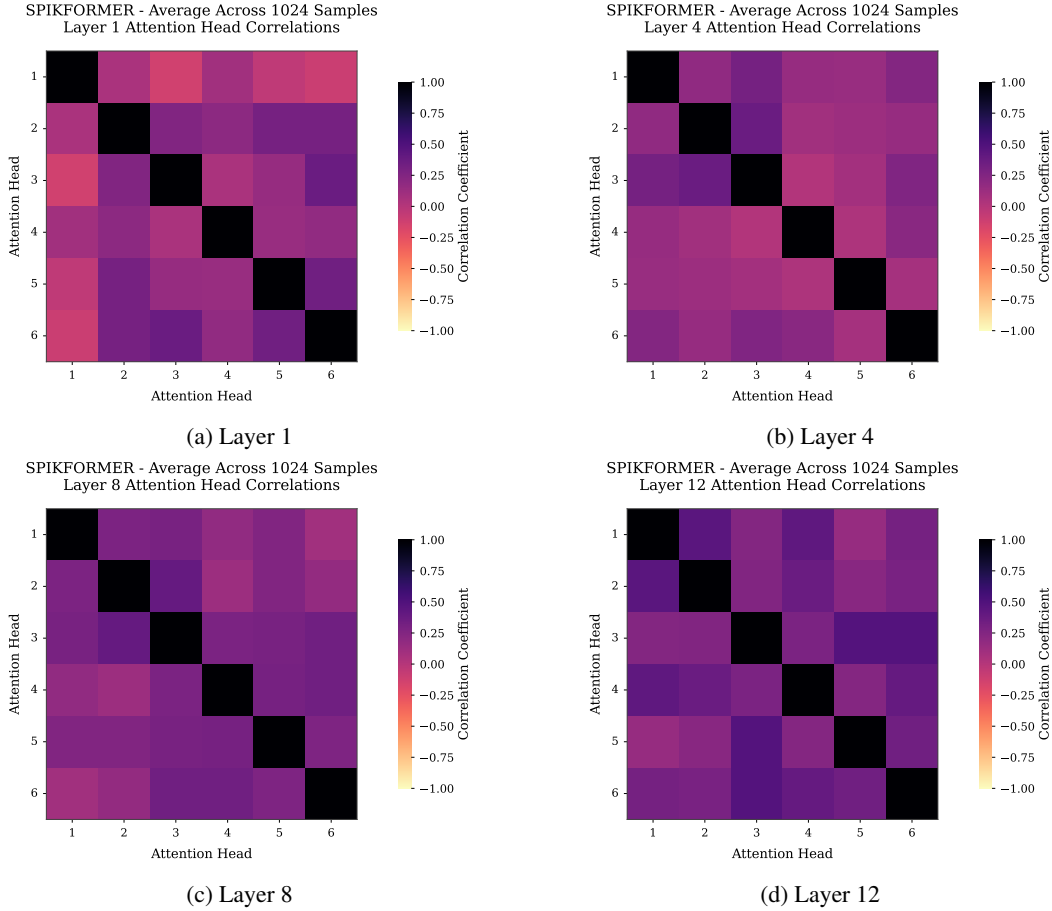 SPIKFORMER - Average Across 1024 Samples
Layer 1 Attention Head Correlations
Attention Head
1
2
3
4
5
6
1 2 3 4 5 6
Attention Head
1.00
0.75
0.50
0.25
0.00
−0.25
−0.50
−0.75
−1.00
Correlation Coefficient
(a) Layer 1
SPIKFORMER - Average Across 1024 Samples
Layer 4 Attention Head Correlations
Attention Head
1
2
3
4
5
6
1 2 3 4 5 6
Attention Head
1.00
0.75
0.50
0.25
0.00
−0.25
−0.50
−0.75
−1.00
Correlation Coefficient
(b) Layer 4
SPIKFORMER - Average Across 1024 Samples
Layer 8 Attention Head Correlations
Attention Head
1
2
3
4
5
6
1 2 3 4 5 6
Attention Head
1.00
0.75
0.50
0.25
0.00
−0.25
−0.50
−0.75
−1.00
Correlation Coefficient
(c) Layer 8
SPIKFORMER - Average Across 1024 Samples
Layer 12 Attention Head Correlations
Attention Head
1
2
3
4
5
6
1 2 3 4 5 6
Attention Head
1.00
0.75
0.50
0.25
0.00
−0.25
−0.50
−0.75
−1.00
Correlation Coefficient
(d) Layer 12